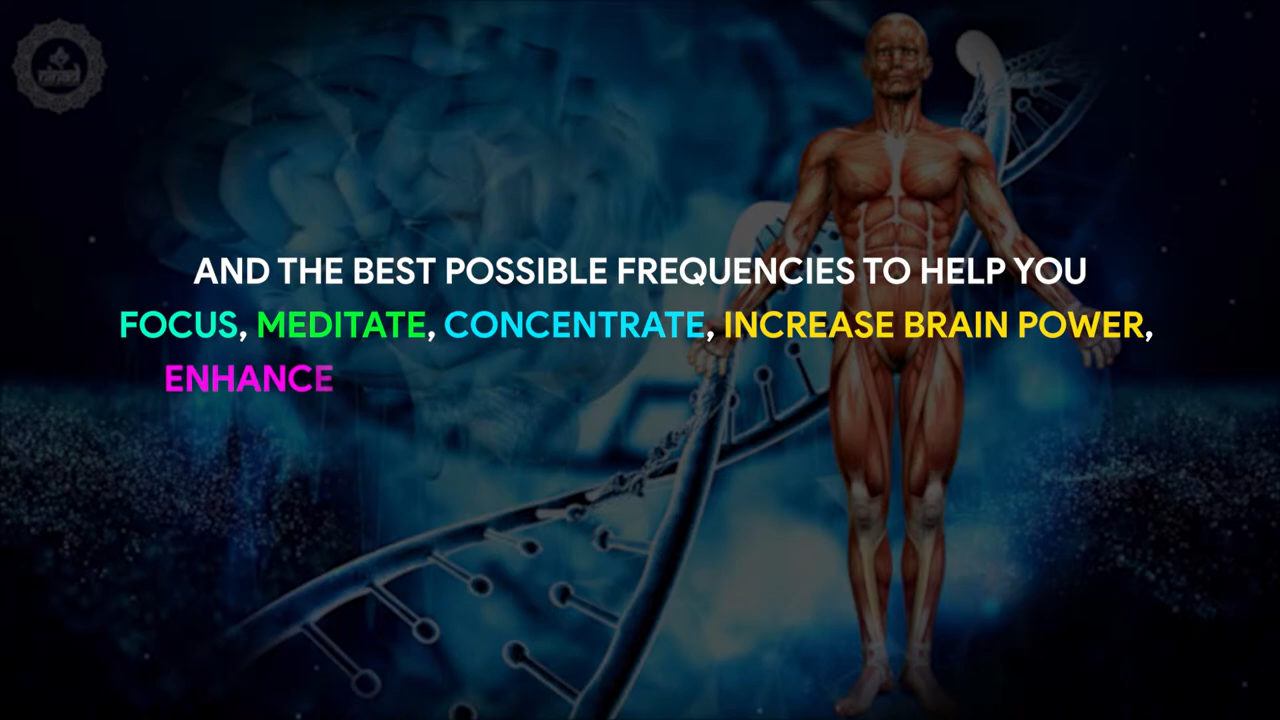 AND THE BEST POSSIBLE FREQUENCIES TO HELP YOU
FOCUS, MEDITATE, CONCENTRATE, INCREASE BRAIN POWER,
ENHANCE